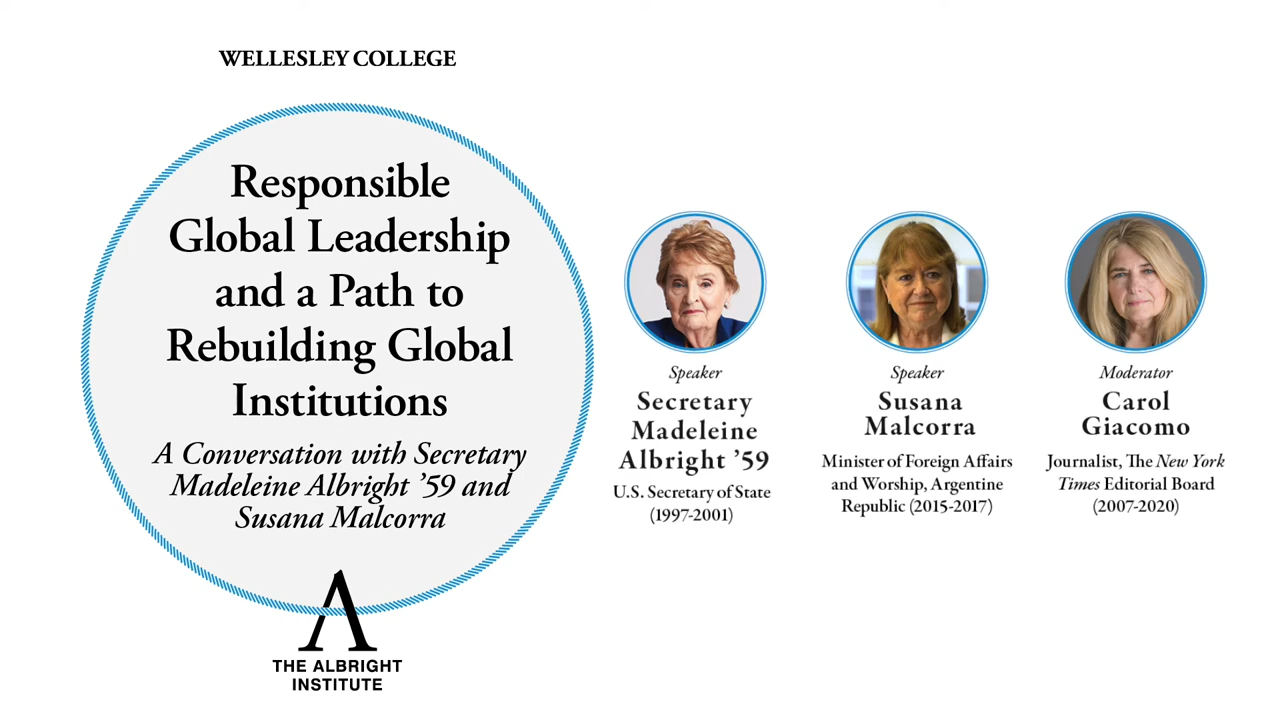 WELLESLEY COLLEGE
Responsible
Global Leadership
and a Path to
Rebuilding Global
Institutions
A Conversation with Secretary
Madeleine Albright ’59 and
Susana Malcorra
THE ALBRIGHT
INSTITUTE
Speaker
Secretary
Madeleine
Albright ’59
U.S. Secretary of State
(1997-2001)
Speaker
Susana
Malcorra
Minister of Foreign Affairs
and Worship, Argentine
Republic (2015-2017)
Moderator
Carol
Giacomo
Journalist, The New York
Times Editorial Board
(2007-2020)